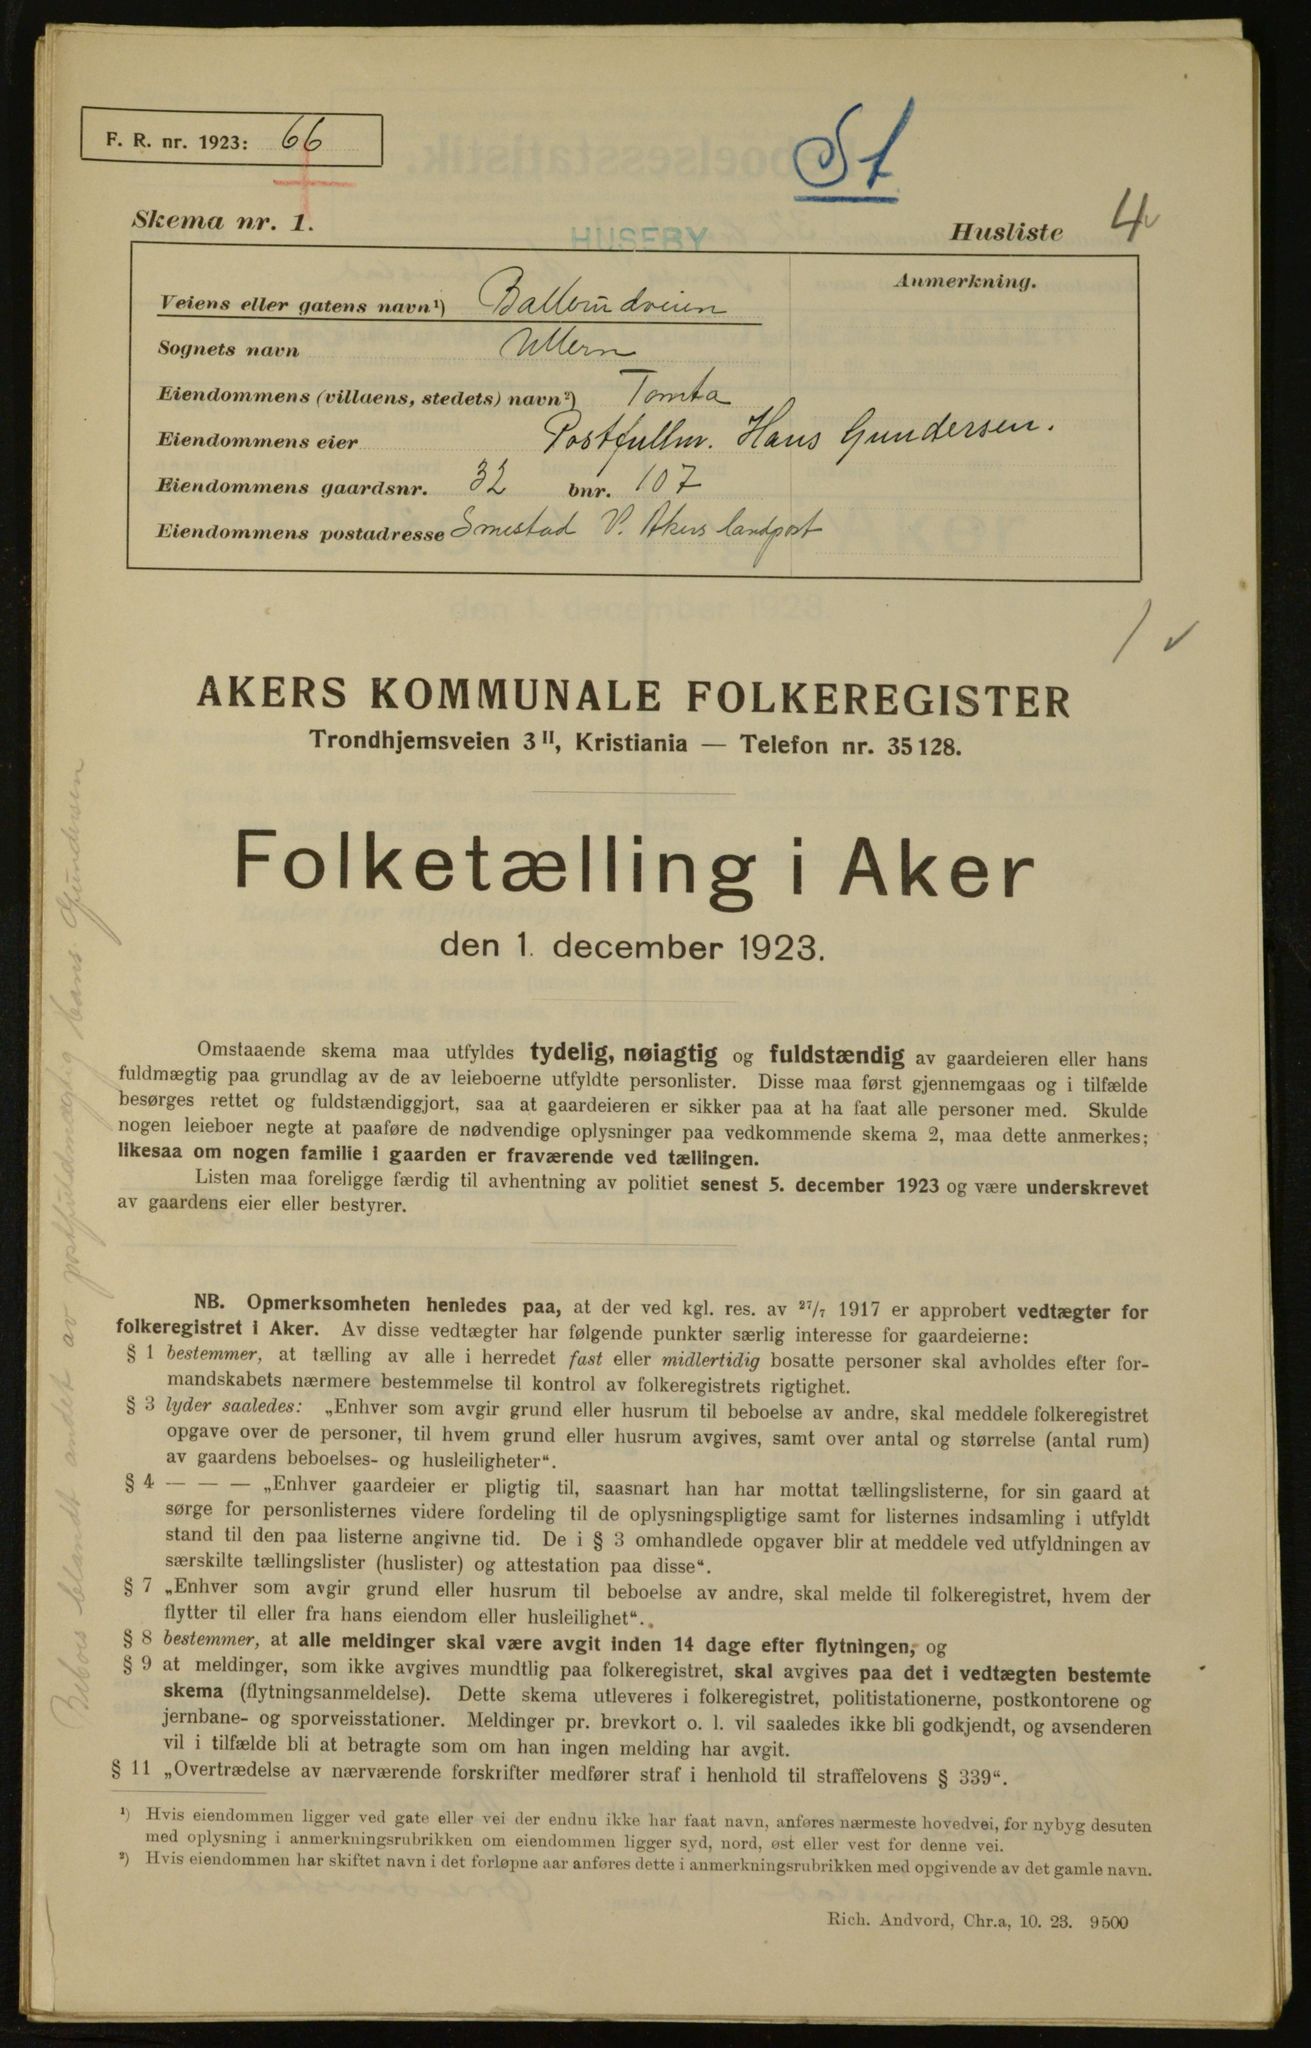 F. R. nr. 1923: 66
St
Skema nr. 1.
HUSEBY
Husliste 4
Anmerkning.
Veiens eller gatens navn¹) Ballerudveien
Sognets navn Ullern
Eiendommens (villaens, stedets) navn²) Tomta
Eiendommens eier Postfullm. Hans Gundersen.
Eiendommens gaardsnr. 32 bnr. 107
Eiendommens postadresse Smestad V. Akers landpost
1
AKERS KOMMUNALE FOLKEREGISTER
Trondhjemsveien 3 II, Kristiania — Telefon nr. 35128.
Folketælling i Aker
den 1. december 1923.
Omstaaende skema maa utfyldes tydelig, nøiagtig og fuldstændig av gaardeieren eller hans
fuldmægtig paa grundlag av de av leieboerne utfyldte personlister. Disse maa først gjennemgaas og i tilfælde
besørges rettet og fuldstændiggjort, saa at gaardeieren er sikker paa at ha faat alle personer med. Skulde
nogen leieboer negte at paaføre de nødvendige oplysninger paa vedkommende skema 2, maa dette anmerkes;
likesaa om nogen familie i gaarden er fraværende ved tællingen.
Listen maa foreligge færdig til avhentning av politiet senest 5. december 1923 og være underskrevet
av gaardens eier eller bestyrer.
NB. Opmerksomheten henledes paa, at der ved kgl. res. av 27/7 1917 er approbert vedtægter for
folkeregistret i Aker. Av disse vedtægter har følgende punkter særlig interesse for gaardeierne:
§ 1 bestemmer, at tælling av alle i herredet fast eller midlertidig bosatte personer skal avholdes efter for-
mandskabets nærmere bestemmelse til kontrol av folkeregistrets rigtighet.
§ 3 lyder saaledes: „Enhver som avgir grund eller husrum til beboelse av andre, skal meddele folkeregistret
opgave over de personer, til hvem grund eller husrum avgives, samt over antal og størrelse (antal rum)
av gaardens beboelses- og husleiligheter“.
§ 4 — — — „Enhver gaardeier er pligtig til, saasnart han har mottat tællingslisterne, for sin gaard at
sørge for personlisternes videre fordeling til de oplysningspligtige samt for listernes indsamling i utfyldt
stand til den paa listerne angivne tid. De i § 3 omhandlede opgaver blir at meddele ved utfyldningen av
særskilte tællingslister (huslister) og attestation paa disse“.
§ 7 „Enhver som avgir grund eller husrum til beboelse av andre, skal melde til folkeregistret, hvem der
flytter til eller fra hans eiendom eller husleilighet“.
§ 8 bestemmer, at alle meldinger skal være avgit inden 14 dage efter flytningen, og
§ 9 at meldinger, som ikke avgives mundtlig paa folkeregistret, skal avgives paa det i vedtægten bestemte
skema (flytningsanmeldelse). Dette skema utleveres i folkeregistret, politistationerne, postkontorene og
jernbane- og sporveisstationer. Meldinger pr. brevkort o. l. vil saaledes ikke bli godkjendt, og avsenderen
vil i tilfælde bli at betragte som om han ingen melding har avgit.
§ 11 „Overtrædelse av nærværende forskrifter medfører straf i henhold til straffelovens § 339“.
¹) Hvis eiendommen ligger ved gate eller vei der endnu ikke har faat navn, anføres nærmeste hovedvei, for nybyg desuten
med oplysning i anmerkningsrubrikken om eiendommen ligger syd, nord, øst eller vest for denne vei.
²) Hvis eiendommen har skiftet navn i det forløpne aar anføres dette i anmerkningsrubrikken med opgivende av det gamle navn.
Rich. Andvord, Chr.a, 10. 23. 9500
Bebos blandt andet av postfuldmægtig Hans Gundersen